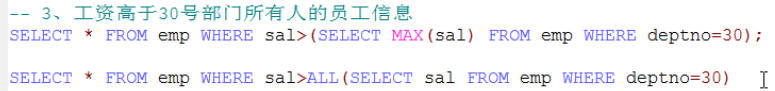 -- 3、工资高于30号部门所有人的员工信息
SELECT * FROM emp WHERE sal>(SELECT MAX(sal) FROM emp WHERE deptno=30);
SELECT * FROM emp WHERE sal>ALL(SELECT sal FROM emp WHERE deptno=30)